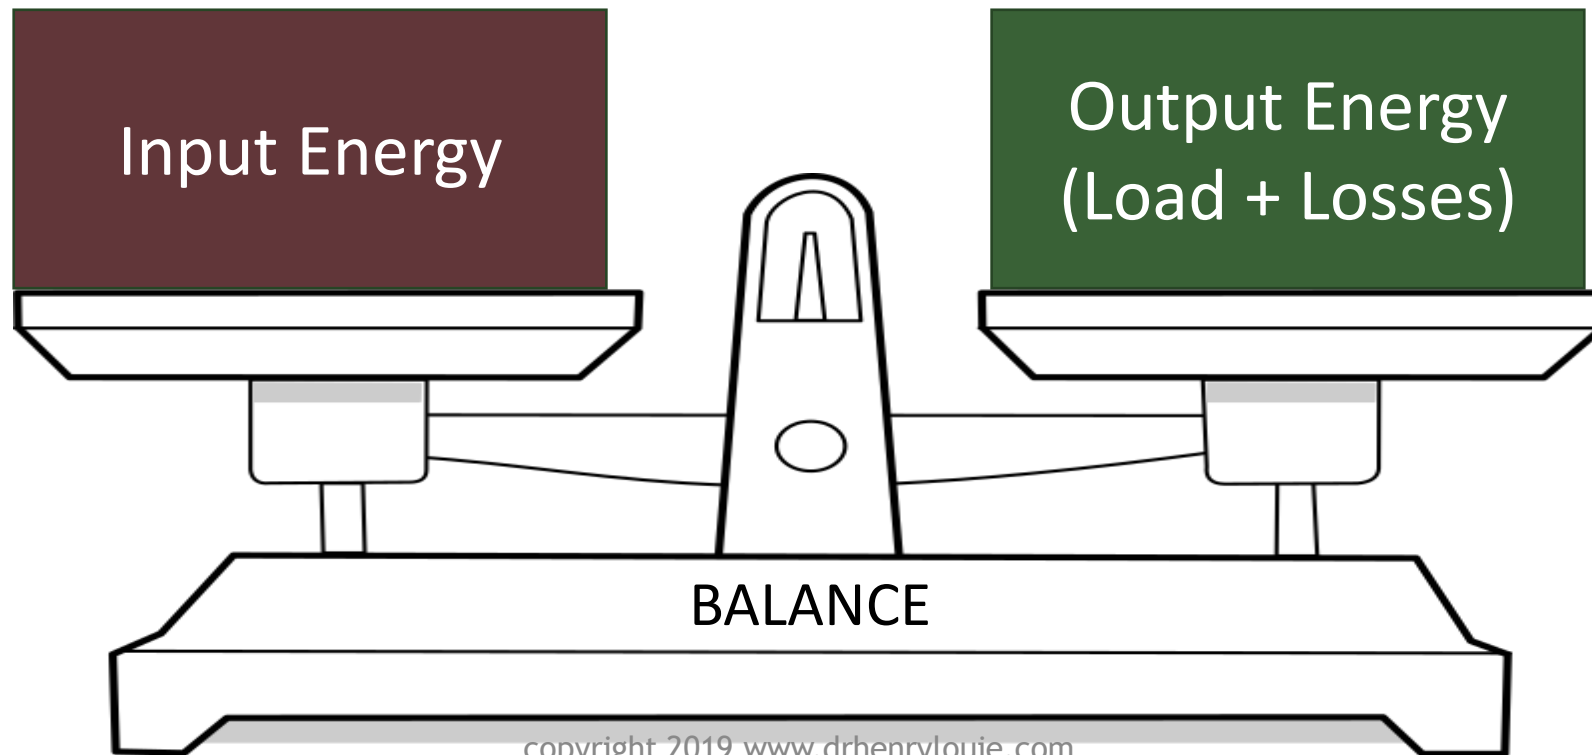 Input Energy
Output Energy
(Load + Losses)
BALANCE
copyright 2019 www.drhenrylouie.com